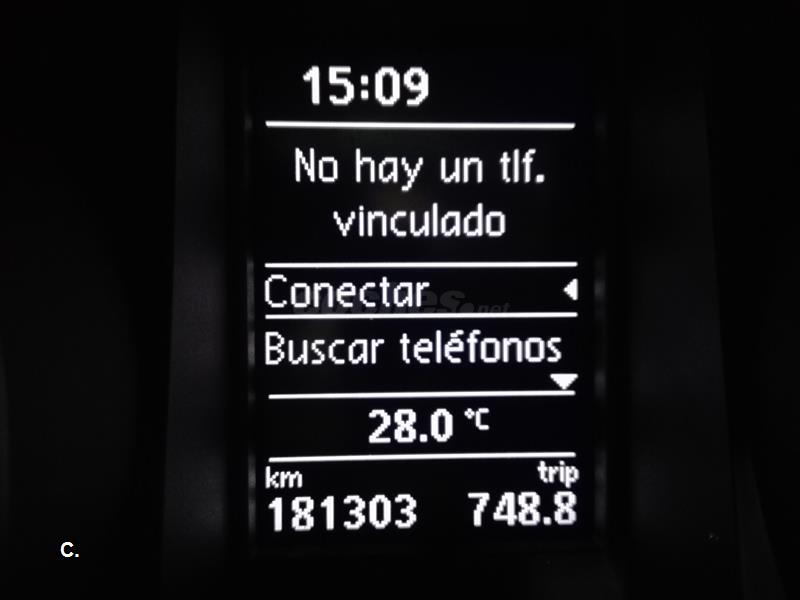 15:09
No hay un tlf.
vinculado
Conectar
Buscar teléfonos
28.0 °C
km trip
181303 748.8
C.